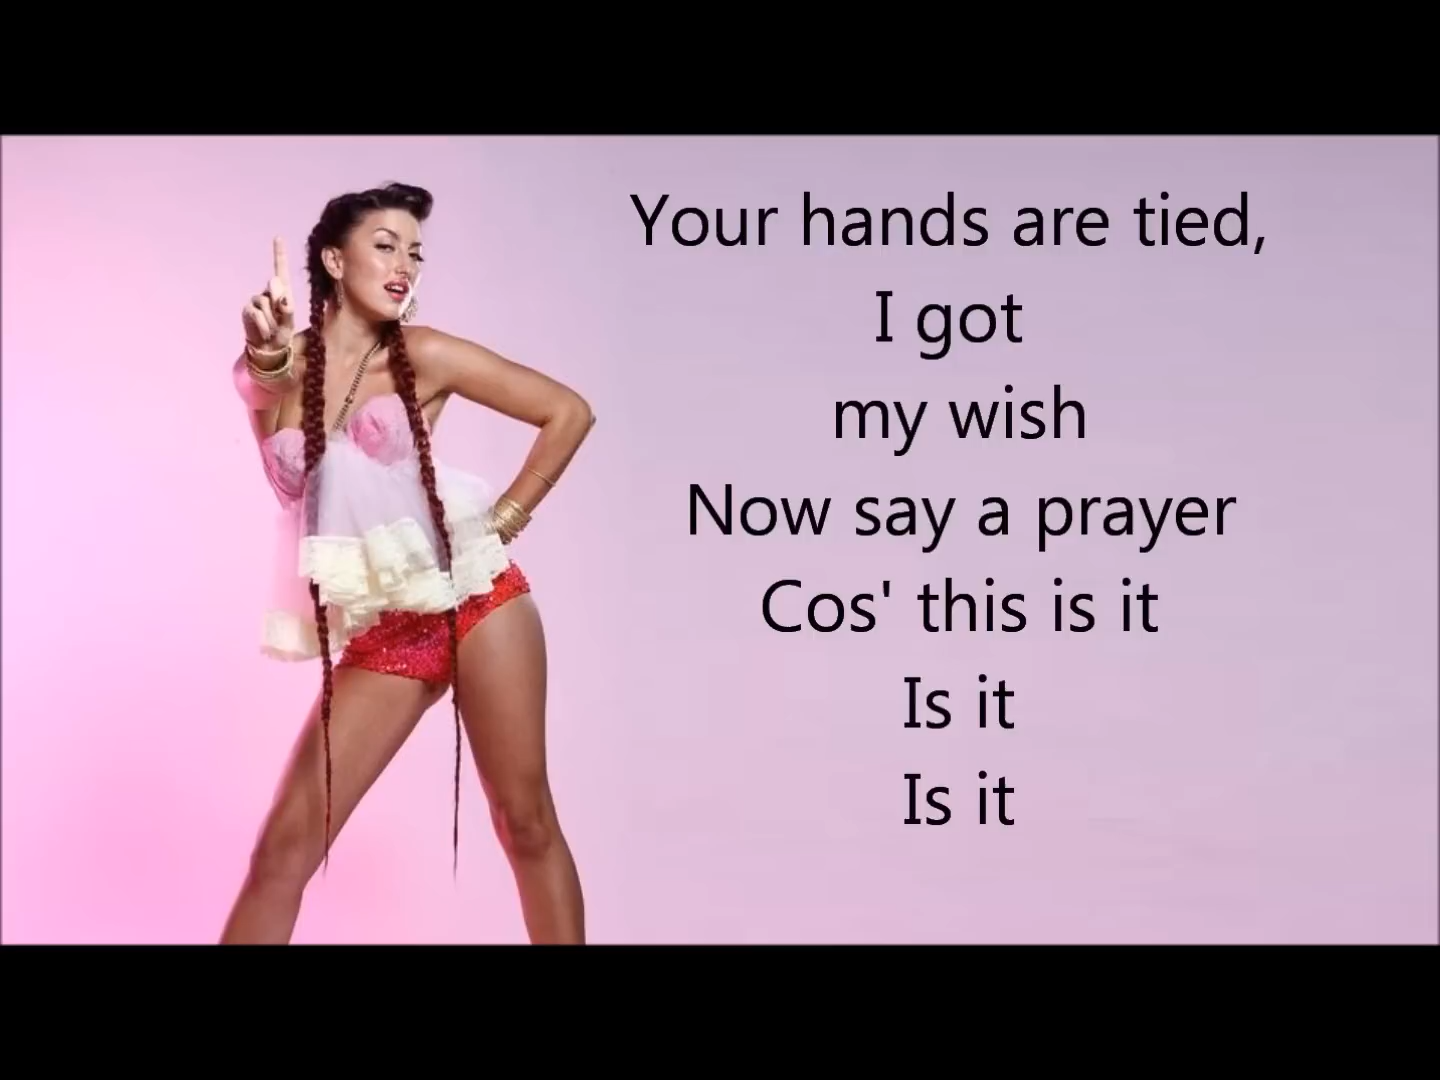 Your hands are tied,
I got
my wish
Now say a prayer
Cos' this is it
Is it
Is it